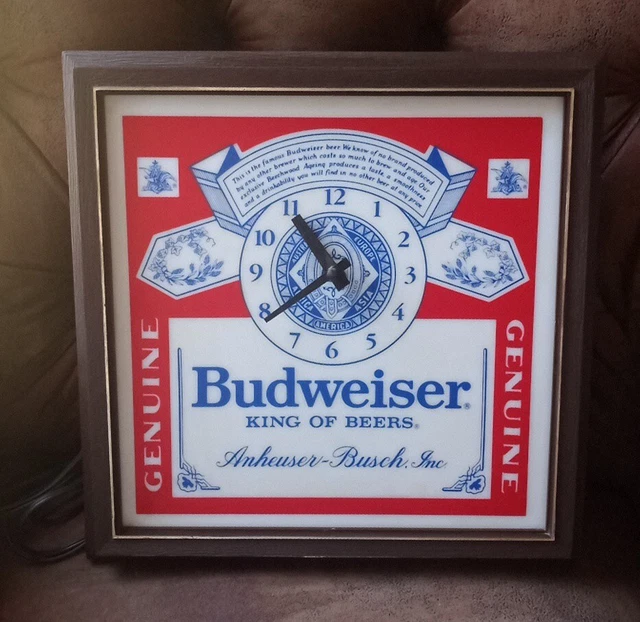 This is the famous Budweiser beer. We know of no brand produced
by any other brewer which costs so much to brew and age. Our
exclusive Beechwood Ageing produces a taste, a smoothness
and a drinkability you will find in no other beer at any price.
12
11 1
10 2
EUROPE
9 3
ASIA
8 4
AMERICA
7 5
6
GENUINE
GENUINE
Budweiser®
KING OF BEERS®
Anheuser-Busch, Inc.